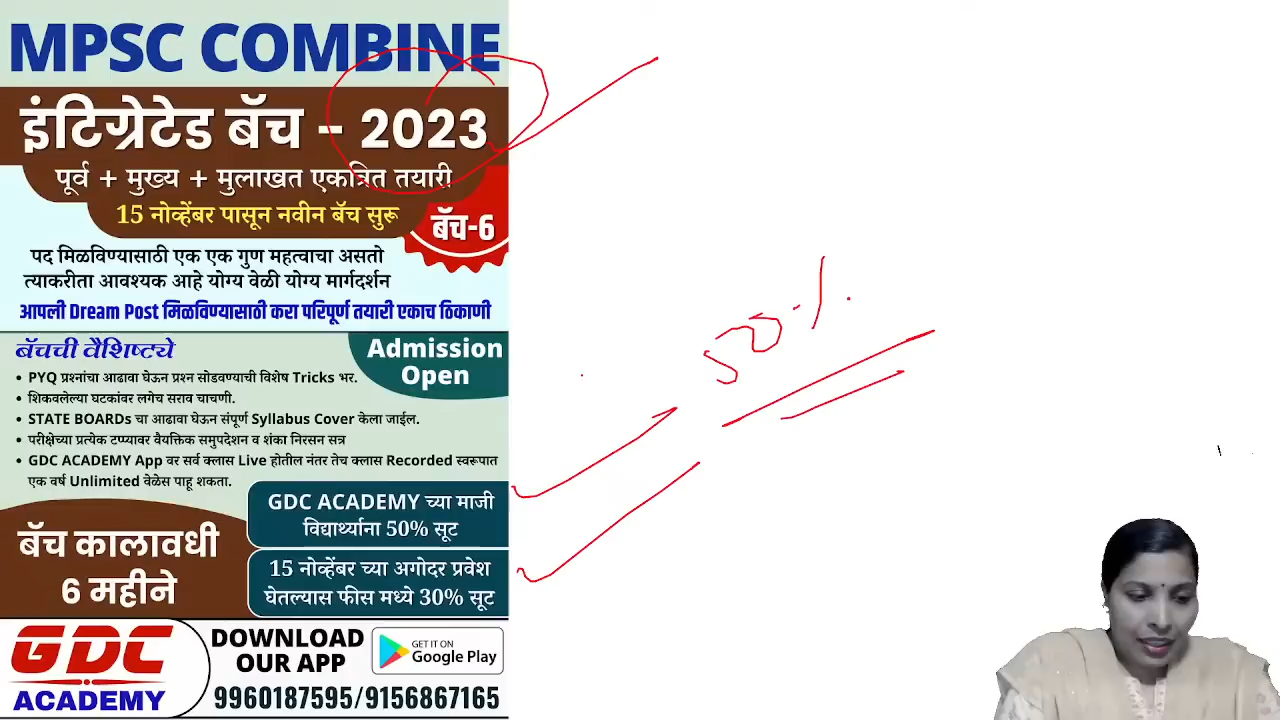 MPSC COMBINE
इंटिग्रेटेड बॅच - 2023
पूर्व + मुख्य + मुलाखत एकत्रित तयारी
15 नोव्हेंबर पासून नवीन बॅच सुरू
बॅच-6
पद मिळविण्यासाठी एक एक गुण महत्वाचा असतो
त्याकरीता आवश्यक आहे योग्य वेळी योग्य मार्गदर्शन
आपली Dream Post मिळविण्यासाठी करा परिपूर्ण तयारी एकाच ठिकाणी
बॅचची वैशिष्ट्ये
Admission
Open
• PYQ प्रश्नांचा आढावा घेऊन प्रश्न सोडवण्याची विशेष Tricks भर.
• शिकवलेल्या घटकांवर लगेच सराव चाचणी.
• STATE BOARDs चा आढावा घेऊन संपूर्ण Syllabus Cover केला जाईल.
• परीक्षेच्या प्रत्येक टप्प्यावर वैयक्तिक समुपदेशन व शंका निरसन सत्र
• GDC ACADEMY App वर सर्व क्लास Live होतील नंतर तेच क्लास Recorded स्वरूपात
एक वर्ष Unlimited वेळेस पाहू शकता.
GDC ACADEMY च्या माजी
विद्यार्थ्यांना 50% सूट
बॅच कालावधी
6 महीने
15 नोव्हेंबर च्या अगोदर प्रवेश
घेतल्यास फीस मध्ये 30% सूट
GDC
ACADEMY
DOWNLOAD
OUR APP
GET IT ON
Google Play
9960187595/9156867165
50%